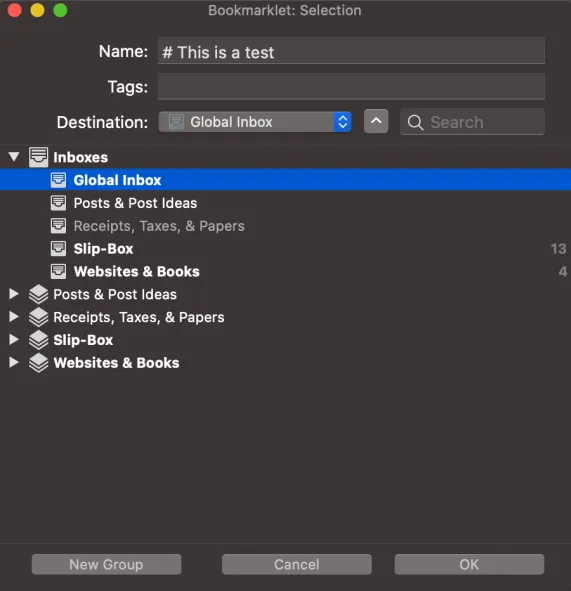 Bookmarklet: Selection
Name: # This is a test
Tags:
Destination: Global Inbox Search
Inboxes
Global Inbox
Posts & Post Ideas
Receipts, Taxes, & Papers
Slip-Box 13
Websites & Books 4
Posts & Post Ideas
Receipts, Taxes, & Papers
Slip-Box
Websites & Books
New Group Cancel OK